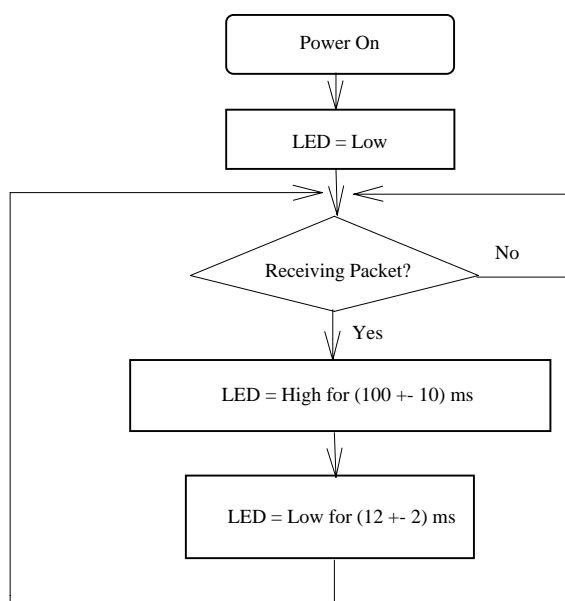 Power On
LED = Low
Receiving Packet?
No
Yes
LED = High for (100 +- 10) ms
LED = Low for (12 +- 2) ms